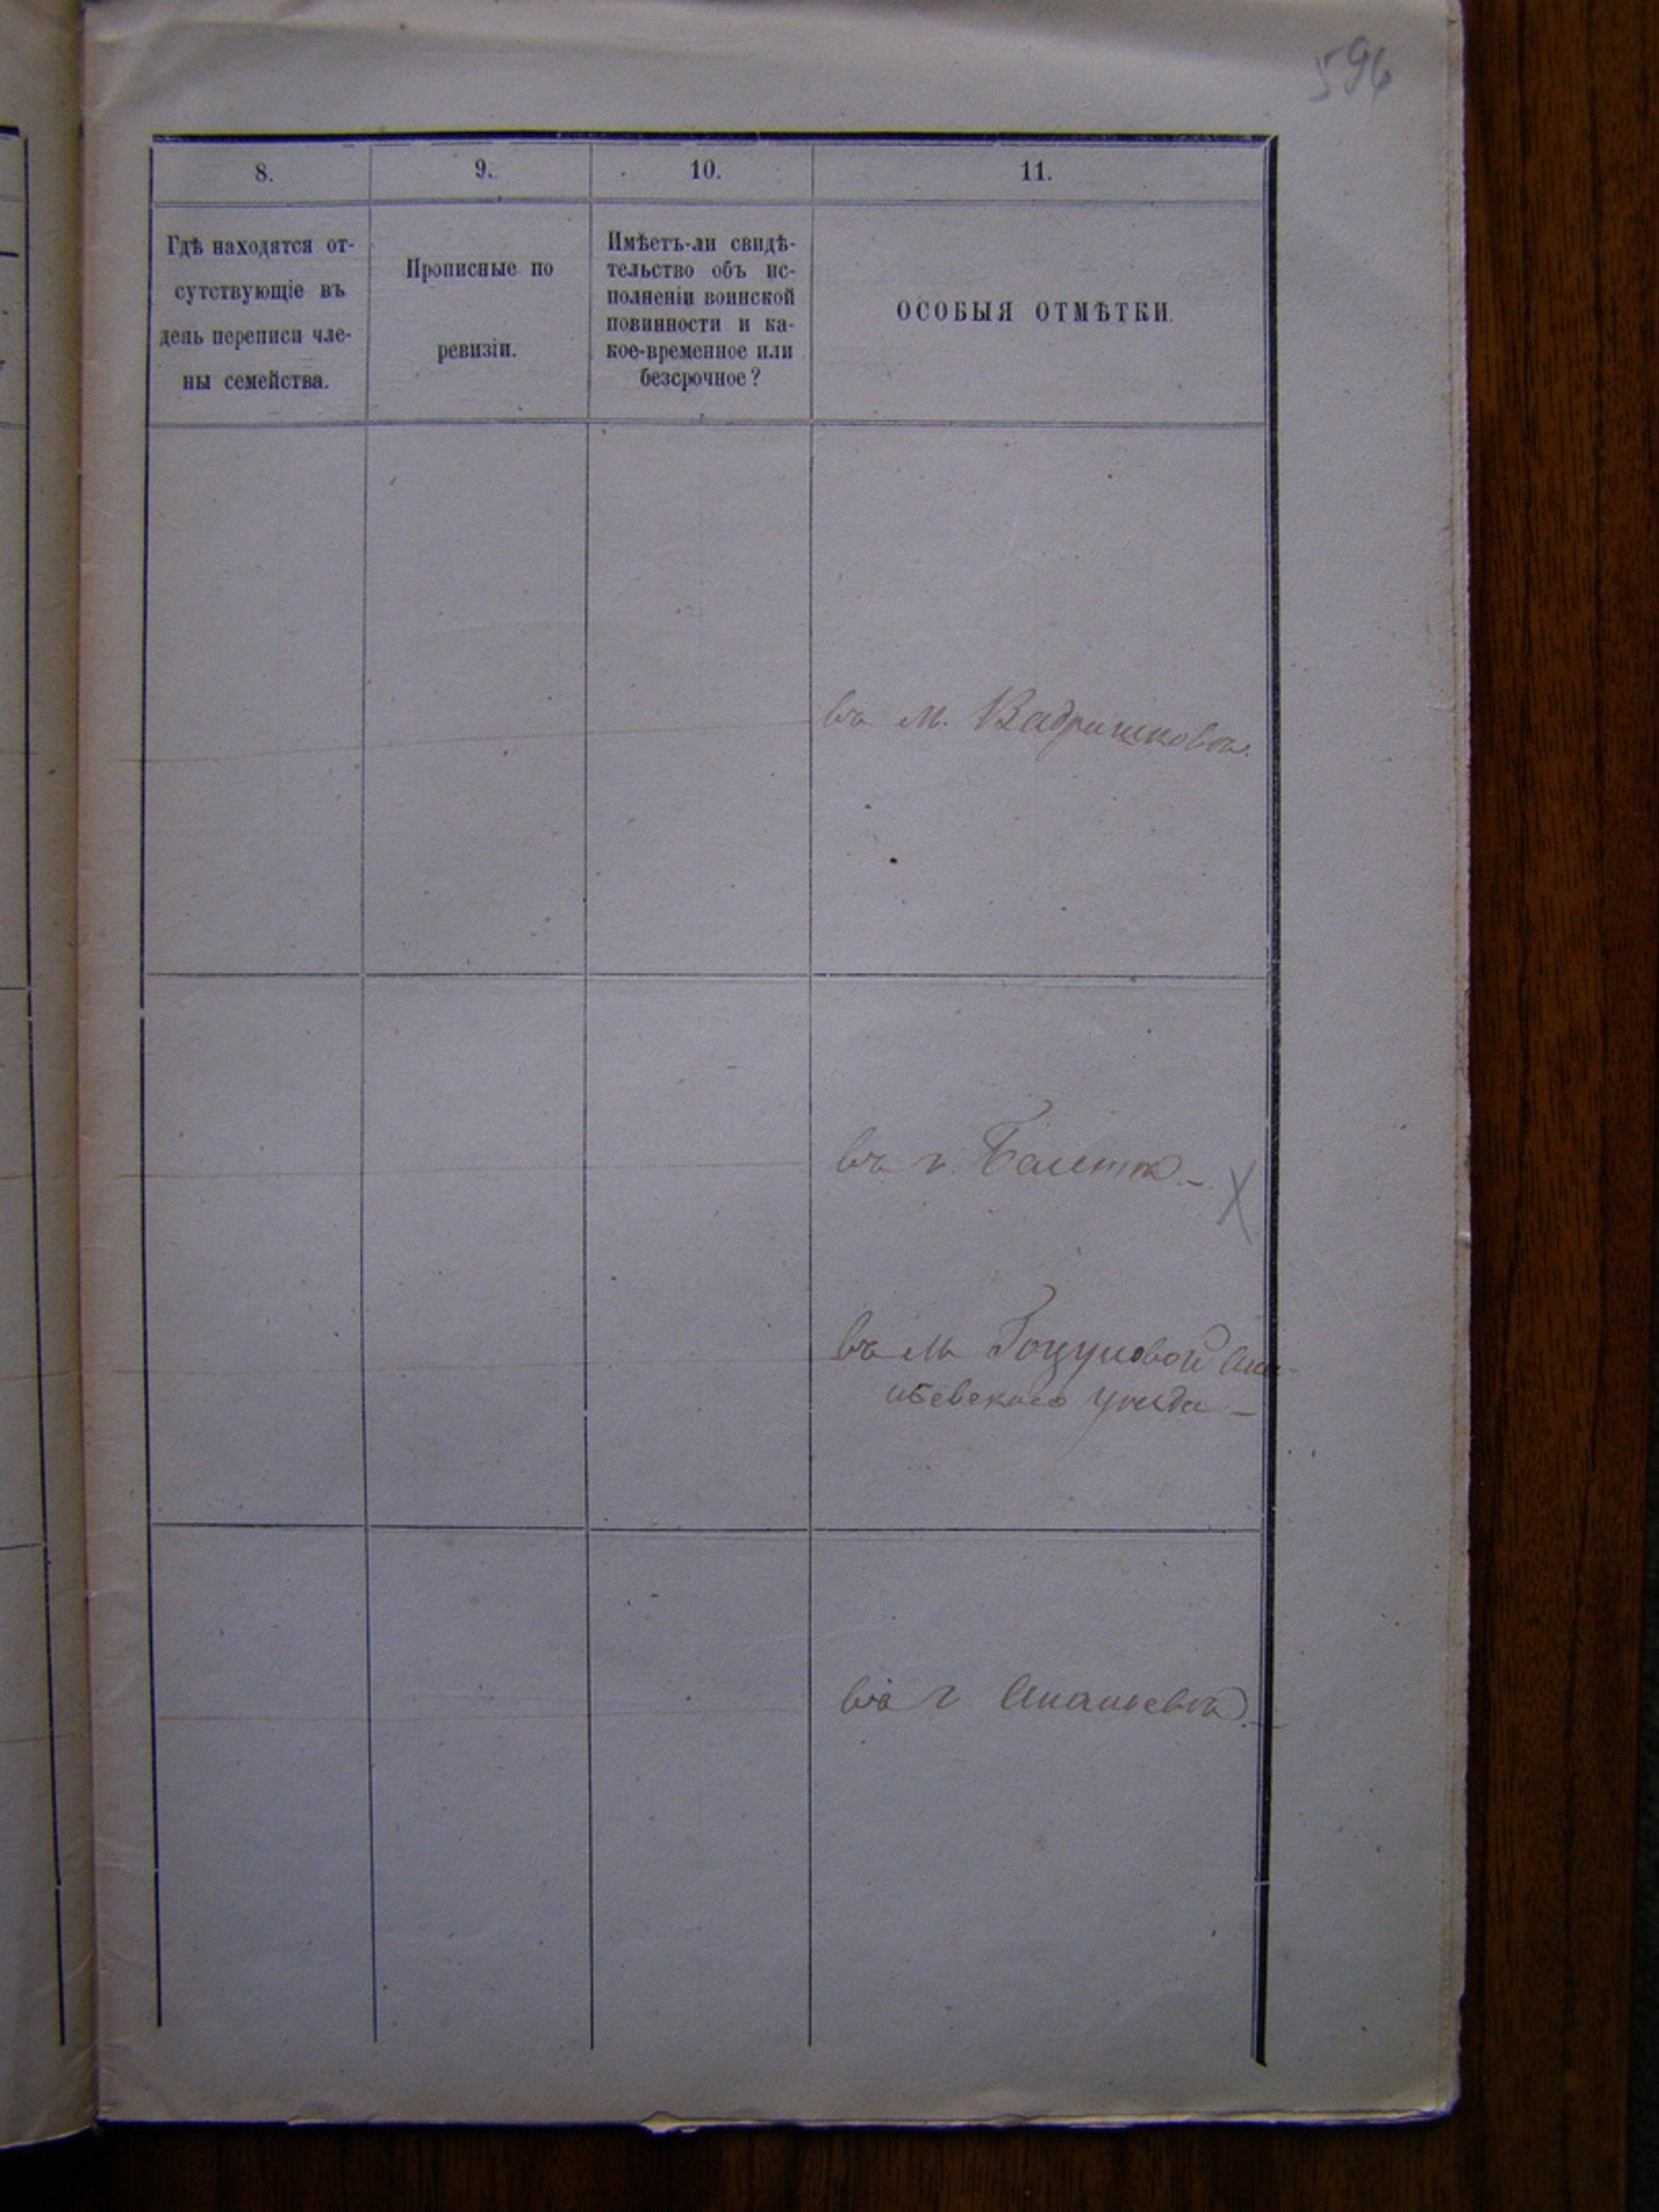 596
8. 9. 10. 11.
Гдѣ находятся от-
сутствующіе въ
день переписи чле-
ны семейства.
Прописные по
ревизіи.
Имѣетъ-ли свидѣ-
тельство объ ис-
полненіи воинской
повинности и ка-
кое-временное или
безсрочное?
ОСОБЫЯ ОТМѢТКИ.
въ м.
въ г. Балтѣ. –
въ м
уѣзда –
въ г Ананьевѣ. –